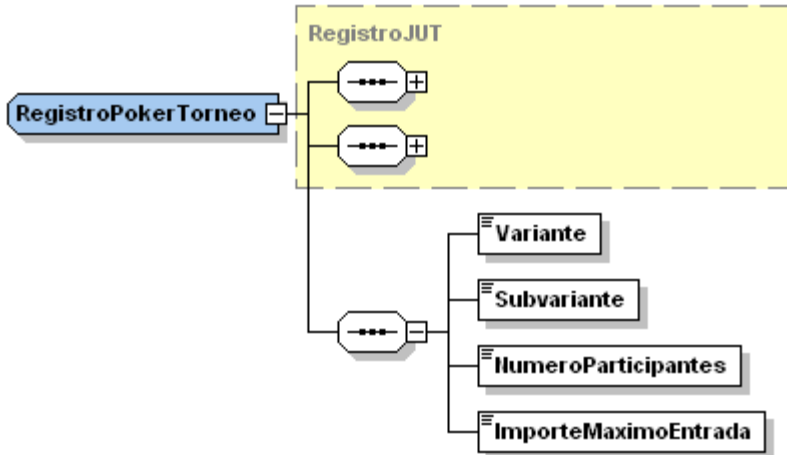 RegistroJUT
RegistroPokerTorneo
Variante
Subvariante
NumeroParticipantes
ImporteMaximoEntrada